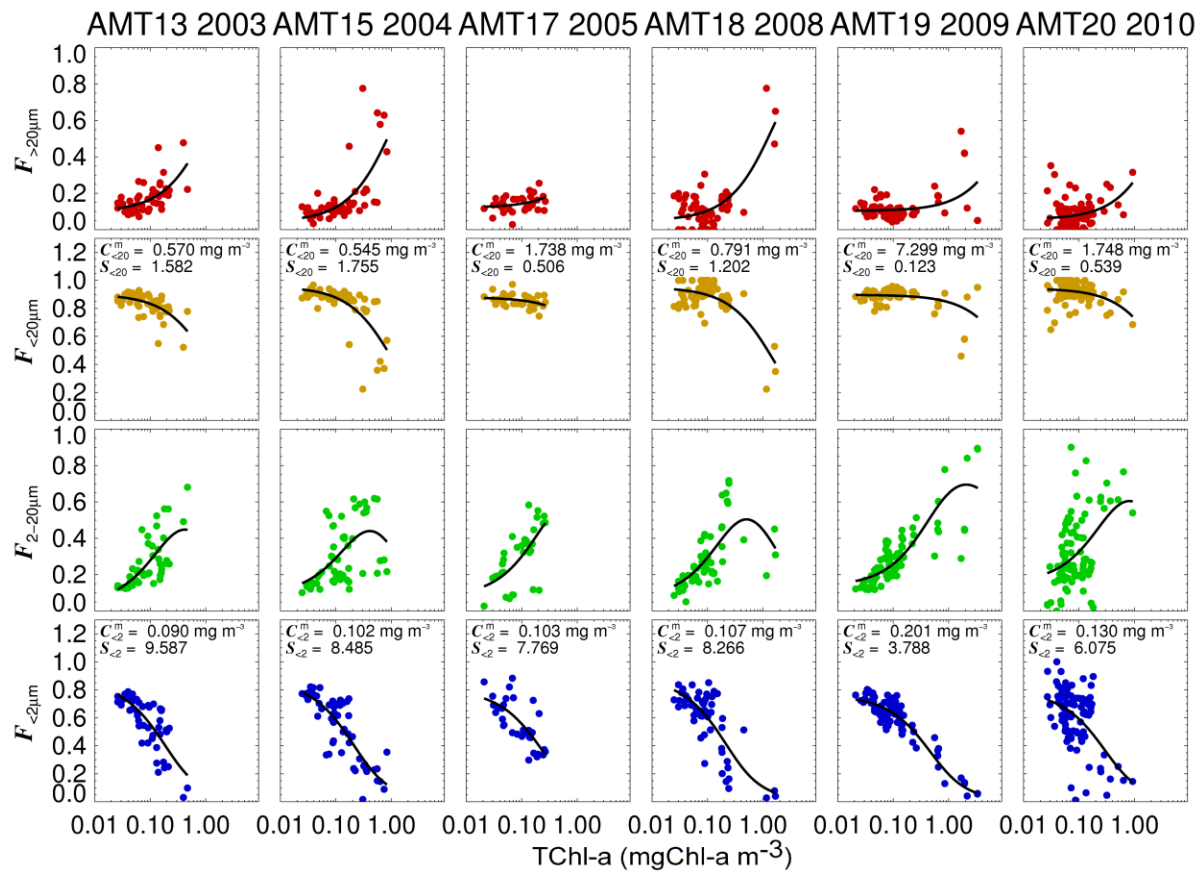 AMT13 2003 AMT15 2004 AMT17 2005 AMT18 2008 AMT19 2009 AMT20 2010
F>20μm
1.0
0.8
0.6
0.4
0.2
0.0
F<20μm
1.2
1.0
0.8
0.6
0.4
0.2
0.0
C^m<20 = 0.570 mg m⁻³
S<20 = 1.582
C^m<20 = 0.545 mg m⁻³
S<20 = 1.755
C^m<20 = 1.738 mg m⁻³
S<20 = 0.506
C^m<20 = 0.791 mg m⁻³
S<20 = 1.202
C^m<20 = 7.299 mg m⁻³
S<20 = 0.123
C^m<20 = 1.748 mg m⁻³
S<20 = 0.539
F2−20μm
1.0
0.8
0.6
0.4
0.2
0.0
F<2μm
1.2
1.0
0.8
0.6
0.4
0.2
0.0
C^m<2 = 0.090 mg m⁻³
S<2 = 9.587
C^m<2 = 0.102 mg m⁻³
S<2 = 8.485
C^m<2 = 0.103 mg m⁻³
S<2 = 7.769
C^m<2 = 0.107 mg m⁻³
S<2 = 8.266
C^m<2 = 0.201 mg m⁻³
S<2 = 3.788
C^m<2 = 0.130 mg m⁻³
S<2 = 6.075
0.01 0.10 1.00 0.01 0.10 1.00 0.01 0.10 1.00 0.01 0.10 1.00 0.01 0.10 1.00 0.01 0.10 1.00
TChl-a (mgChl-a m⁻³)